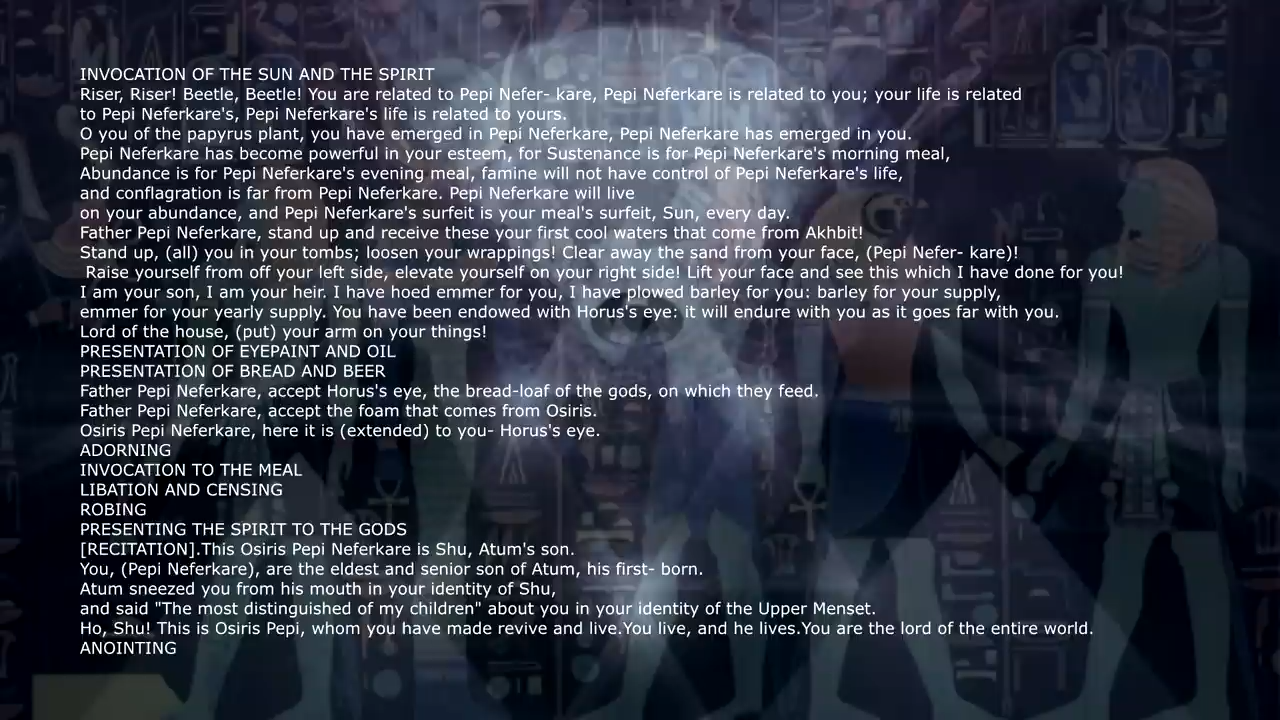 INVOCATION OF THE SUN AND THE SPIRIT
Riser, Riser! Beetle, Beetle! You are related to Pepi Nefer- kare, Pepi Neferkare is related to you; your life is related
to Pepi Neferkare's, Pepi Neferkare's life is related to yours.
O you of the papyrus plant, you have emerged in Pepi Neferkare, Pepi Neferkare has emerged in you.
Pepi Neferkare has become powerful in your esteem, for Sustenance is for Pepi Neferkare's morning meal,
Abundance is for Pepi Neferkare's evening meal, famine will not have control of Pepi Neferkare's life,
and conflagration is far from Pepi Neferkare. Pepi Neferkare will live
on your abundance, and Pepi Neferkare's surfeit is your meal's surfeit, Sun, every day.
Father Pepi Neferkare, stand up and receive these your first cool waters that come from Akhbit!
Stand up, (all) you in your tombs; loosen your wrappings! Clear away the sand from your face, (Pepi Nefer- kare)!
Raise yourself from off your left side, elevate yourself on your right side! Lift your face and see this which I have done for you!
I am your son, I am your heir. I have hoed emmer for you, I have plowed barley for you: barley for your supply,
emmer for your yearly supply. You have been endowed with Horus's eye: it will endure with you as it goes far with you.
Lord of the house, (put) your arm on your things!
PRESENTATION OF EYEPAINT AND OIL
PRESENTATION OF BREAD AND BEER
Father Pepi Neferkare, accept Horus's eye, the bread-loaf of the gods, on which they feed.
Father Pepi Neferkare, accept the foam that comes from Osiris.
Osiris Pepi Neferkare, here it is (extended) to you- Horus's eye.
ADORNING
INVOCATION TO THE MEAL
LIBATION AND CENSING
ROBING
PRESENTING THE SPIRIT TO THE GODS
[RECITATION].This Osiris Pepi Neferkare is Shu, Atum's son.
You, (Pepi Neferkare), are the eldest and senior son of Atum, his first- born.
Atum sneezed you from his mouth in your identity of Shu,
and said "The most distinguished of my children" about you in your identity of the Upper Menset.
Ho, Shu! This is Osiris Pepi, whom you have made revive and live.You live, and he lives.You are the lord of the entire world.
ANOINTING